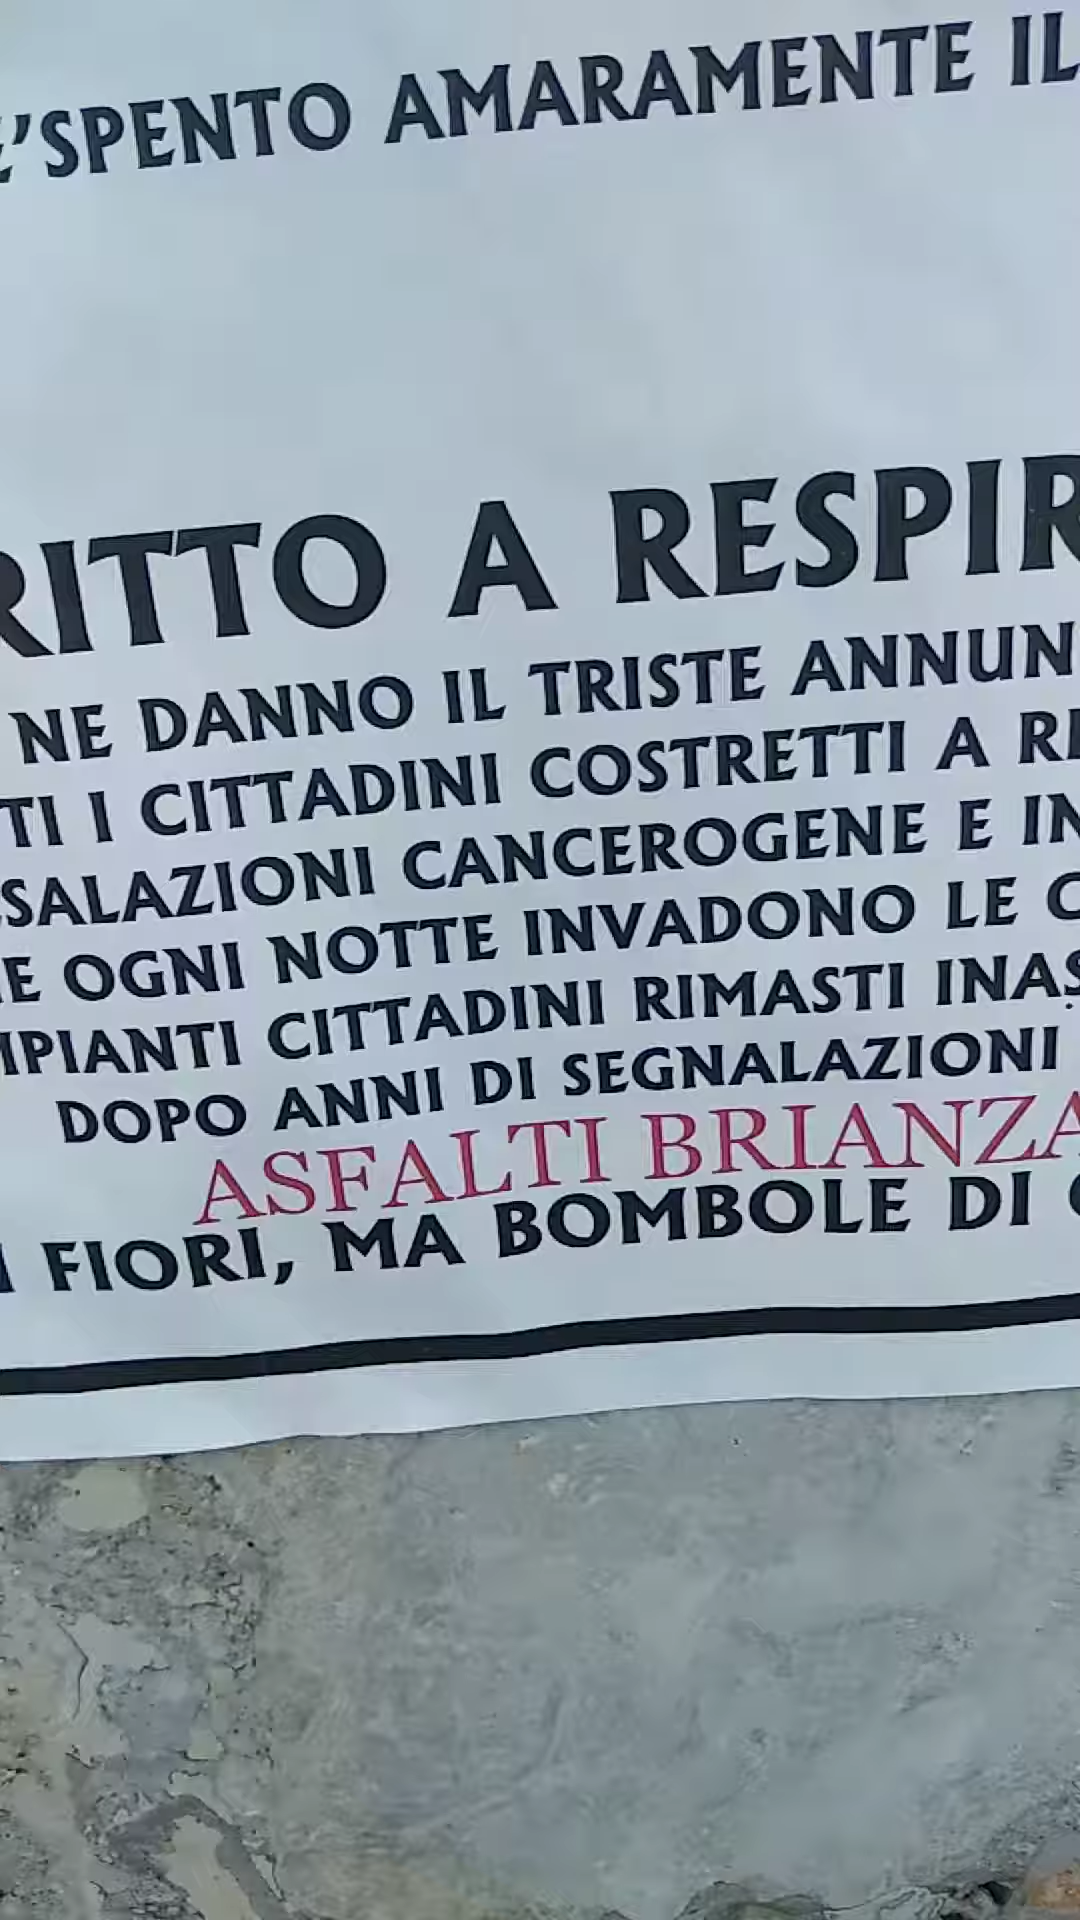 E'SPENTO AMARAMENTE IL
RITTO A RESPIR
NE DANNO IL TRISTE ANNUN
TI I CITTADINI COSTRETTI A
SALAZIONI CANCEROGENE E IN
E OGNI NOTTE INVADONO LE
IPIANTI CITTADINI RIMASTI INAS
DOPO ANNI DI SEGNALAZIONI
ASFALTI BRIANZA
I FIORI, MA BOMBOLE DI